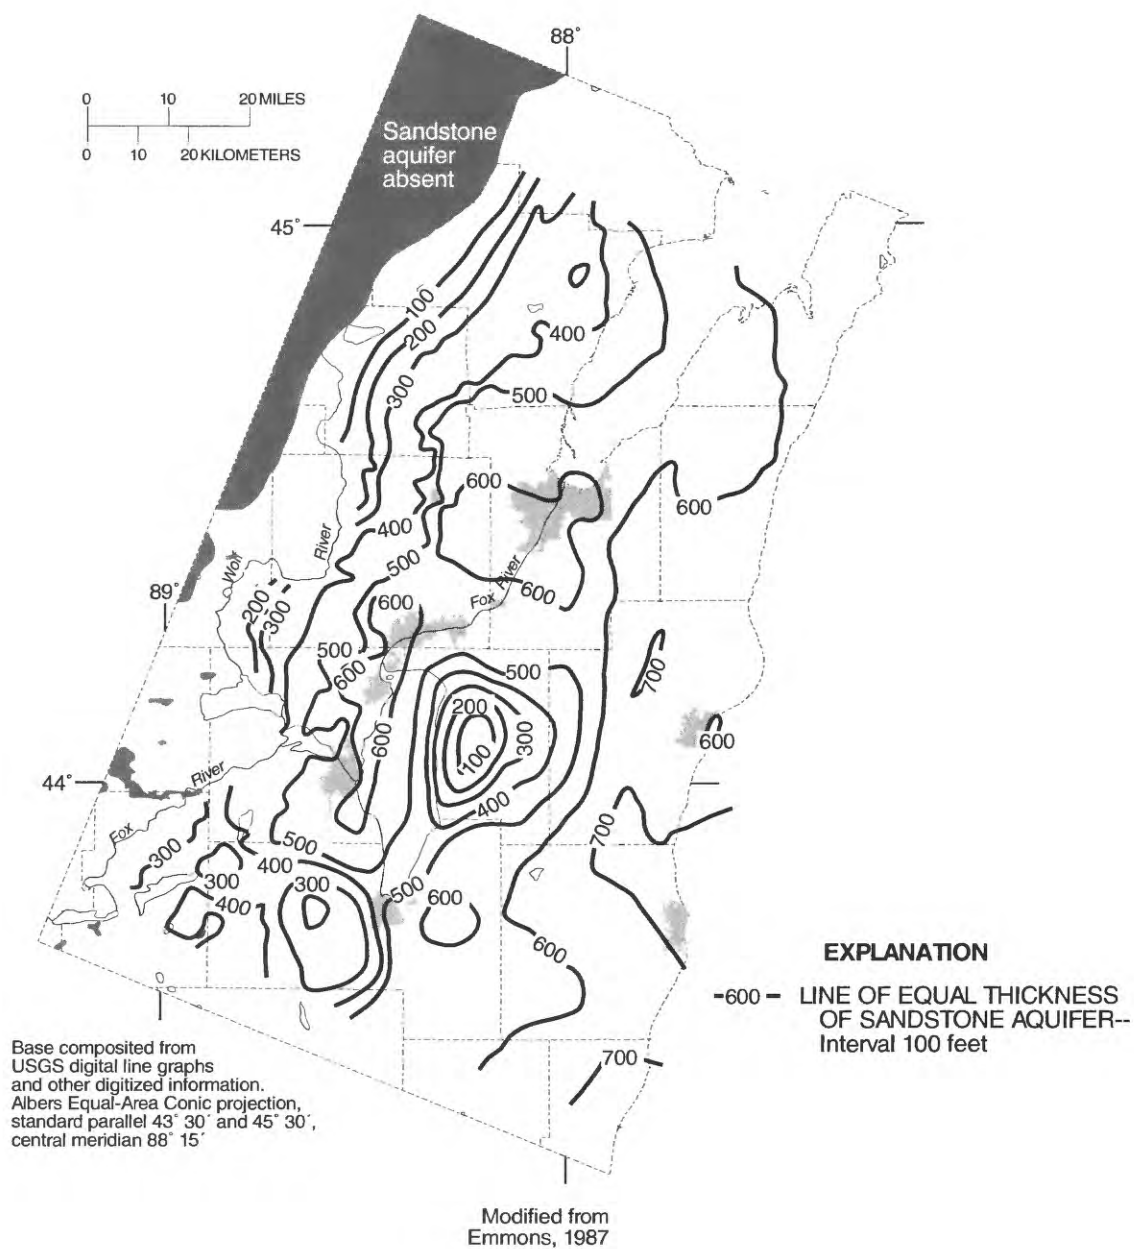 88°
0 10 20 MILES
0 10 20 KILOMETERS
Sandstone
aquifer
absent
45°
100
200
300
400
500
600
600
400
500
Wolf
River
Fox River
600
89°
200
300
600
500
600
500
700
200
600
300
100
600
44°
River
400
Fox
300
500
400
700
300
300
500
400
600
600
EXPLANATION
-600- LINE OF EQUAL THICKNESS
OF SANDSTONE AQUIFER--
Interval 100 feet
700
Base composited from
USGS digital line graphs
and other digitized information.
Albers Equal-Area Conic projection,
standard parallel 43° 30´ and 45° 30´,
central meridian 88° 15´
Modified from
Emmons, 1987